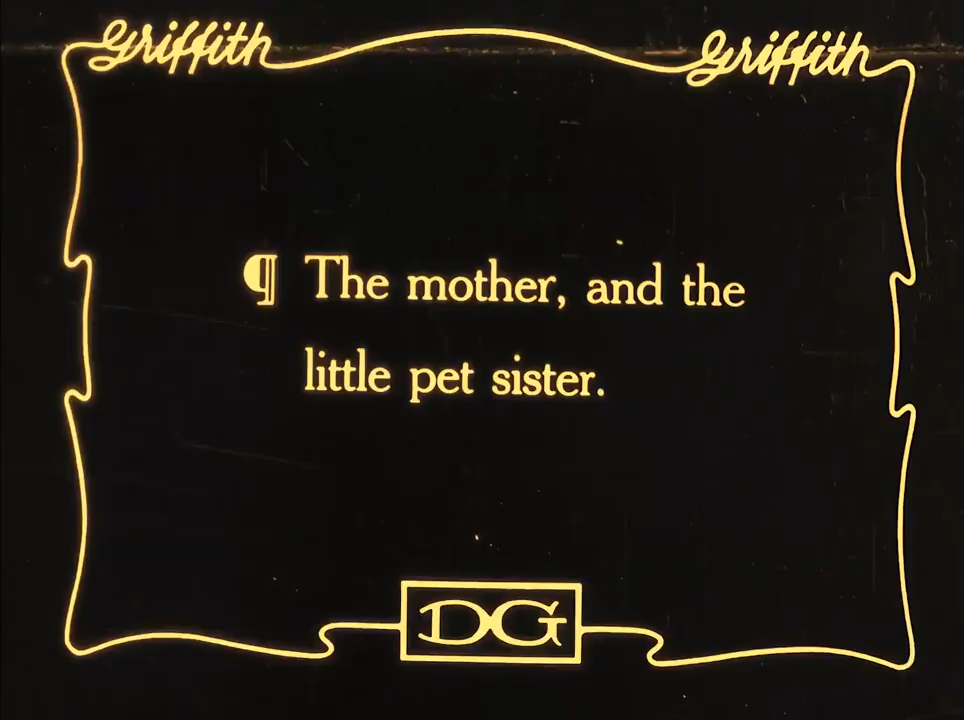 Griffith Griffith
¶ The mother, and the
little pet sister.
DG